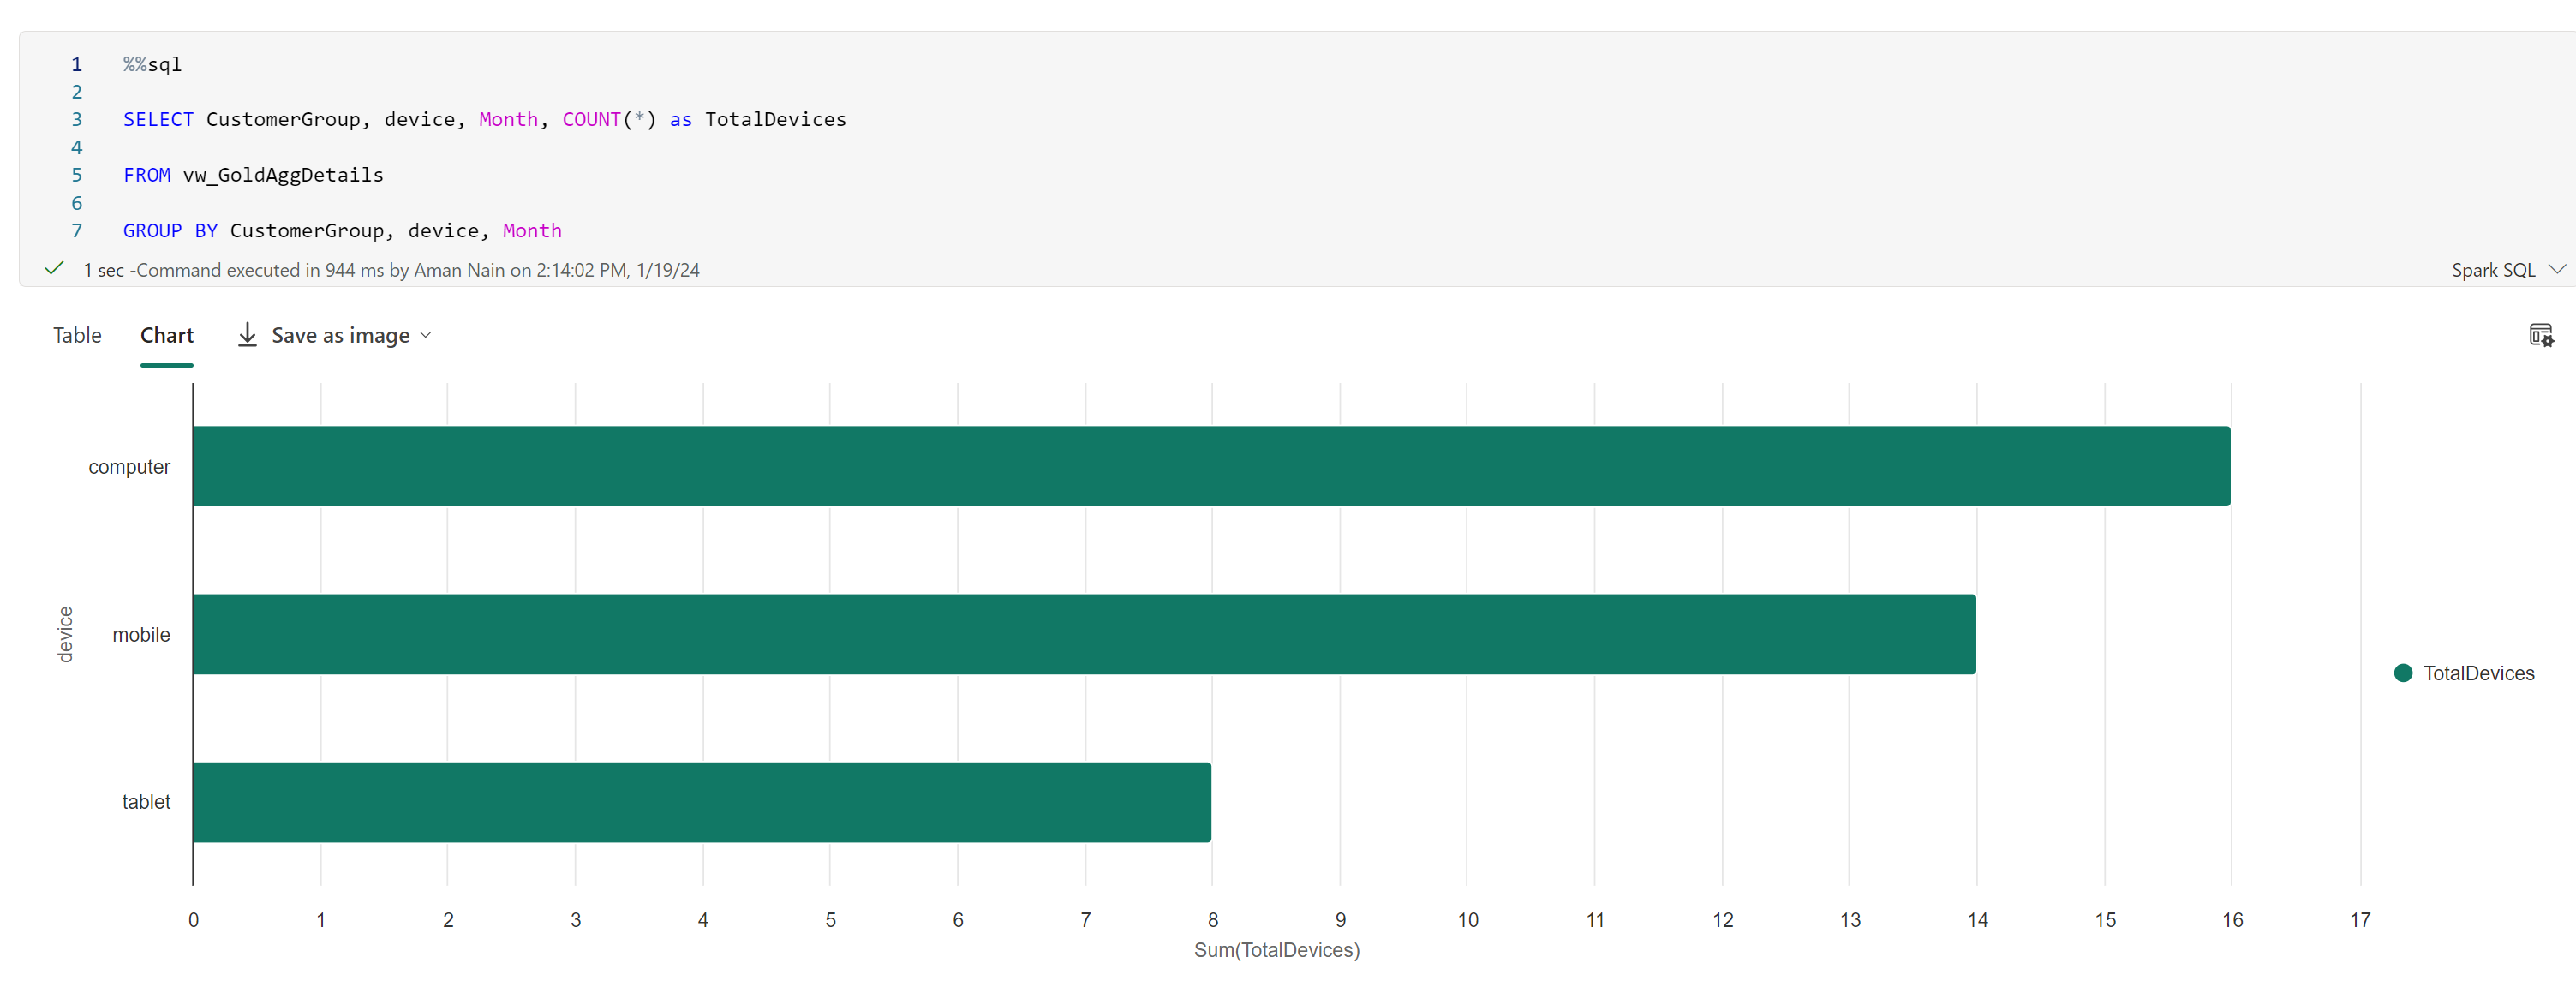 1 %%sql
2
3 SELECT CustomerGroup, device, Month, COUNT(*) as TotalDevices
4
5 FROM vw_GoldAggDetails
6
7 GROUP BY CustomerGroup, device, Month
1 sec -Command executed in 944 ms by Aman Nain on 2:14:02 PM, 1/19/24
Spark SQL
Table Chart Save as image
computer
mobile
tablet
device
TotalDevices
0 1 2 3 4 5 6 7 8 9 10 11 12 13 14 15 16 17
Sum(TotalDevices)